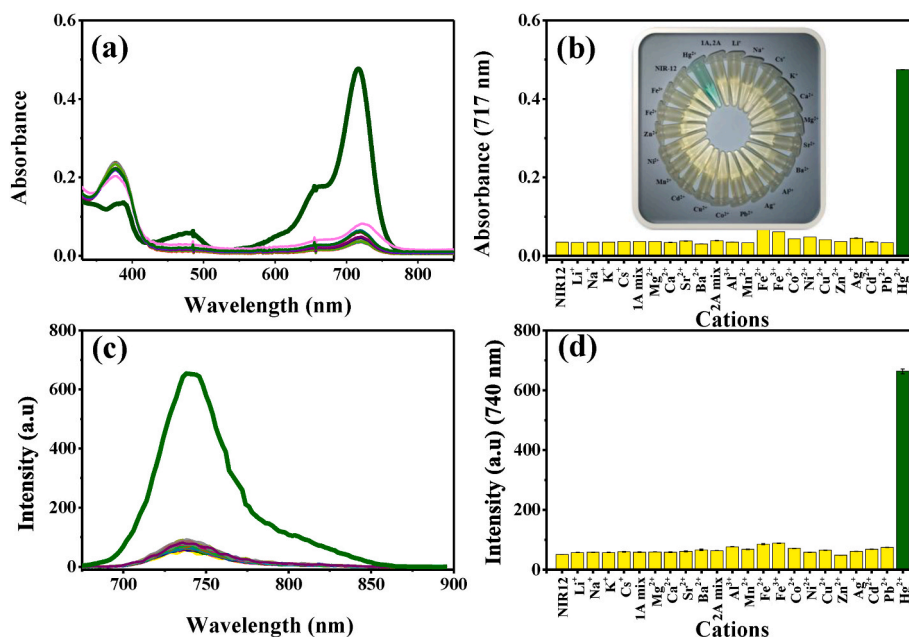 (a)
0.6
0.4
0.2
0.0
Absorbance
400 500 600 700 800
Wavelength (nm)
(b)
0.6
0.4
0.2
0.0
Absorbance (717 nm)
1A, 2A
Li⁺
Na⁺
Cs⁺
K⁺
Ca²⁺
Mg²⁺
Sr²⁺
Ba²⁺
Al³⁺
Ag⁺
Pb²⁺
Co²⁺
Cu²⁺
Cd²⁺
Mn²⁺
Ni²⁺
Zn²⁺
NIR-12
Hg²⁺
NIR12
Li⁺
Na⁺
K⁺
Cs⁺
1A mix
Mg²⁺
Ca²⁺
Sr²⁺
Ba²⁺
2A mix
Al³⁺
Mn²⁺
Fe²⁺
Fe³⁺
Co²⁺
Ni²⁺
Cu²⁺
Zn²⁺
Ag⁺
Cd²⁺
Pb²⁺
Hg²⁺
Cations
(c)
800
600
400
200
0
Intensity (a.u)
700 750 800 850 900
Wavelength (nm)
(d)
800
600
400
200
0
Intensity (a.u) (740 nm)
NIR12
Li⁺
Na⁺
K⁺
Cs⁺
1A mix
Mg²⁺
Ca²⁺
Sr²⁺
Ba²⁺
2A mix
Al³⁺
Mn²⁺
Fe²⁺
Fe³⁺
Co²⁺
Ni²⁺
Cu²⁺
Zn²⁺
Ag⁺
Cd²⁺
Pb²⁺
Hg²⁺
Cations